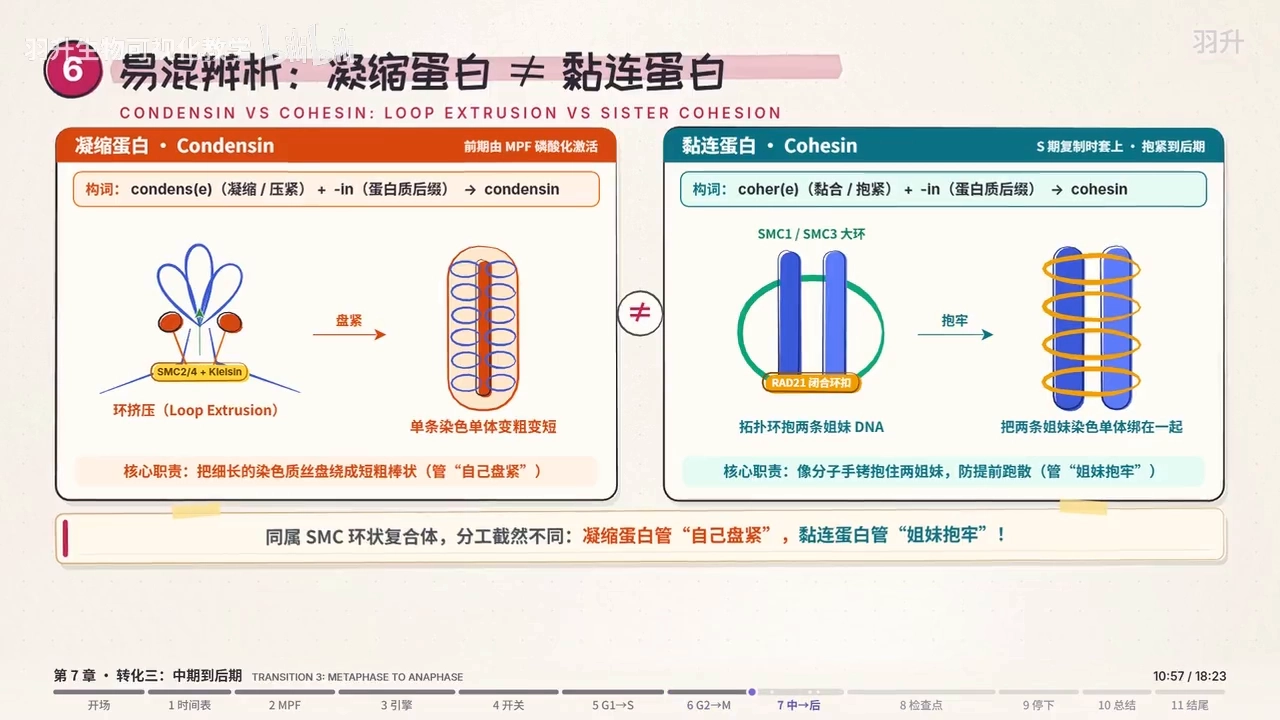 羽升生物可视化教学 bilibili
羽升
6 易混辨析：凝缩蛋白 ≠ 黏连蛋白
CONDENSIN VS COHESIN: LOOP EXTRUSION VS SISTER COHESION
凝缩蛋白 · Condensin 前期由 MPF 磷酸化激活
构词： condens(e)（凝缩 / 压紧） + -in（蛋白质后缀） → condensin
SMC2/4 + Kleisin
盘紧
环挤压（Loop Extrusion）
单条染色单体变粗变短
核心职责：把细长的染色质丝盘绕成短粗棒状（管“自己盘紧”）
≠
黏连蛋白 · Cohesin S 期复制时套上 · 抱紧到后期
构词： coher(e)（黏合 / 抱紧） + -in（蛋白质后缀） → cohesin
SMC1 / SMC3 大环
RAD21 闭合环扣
抱牢
拓扑环抱两条姐妹 DNA
把两条姐妹染色单体绑在一起
核心职责：像分子手铐抱住两姐妹，防提前跑散（管“姐妹抱牢”）
同属 SMC 环状复合体，分工截然不同：凝缩蛋白管“自己盘紧”，黏连蛋白管“姐妹抱牢”！
第 7 章 · 转化三：中期到后期 TRANSITION 3: METAPHASE TO ANAPHASE 10:57 / 18:23
开场 1 时间表 2 MPF 3 引擎 4 开关 5 G1→S 6 G2→M 7 中→后 8 检查点 9 停下 10 总结 11 结尾